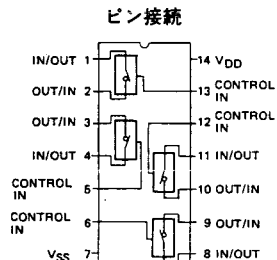 ピン接続
IN/OUT 1
OUT/IN 2
OUT/IN 3
IN/OUT 4
CONTROL
IN 5
CONTROL
IN 6
VSS 7
14 VDD
13 CONTROL
IN
12 CONTROL
IN
11 IN/OUT
10 OUT/IN
9 OUT/IN
8 IN/OUT